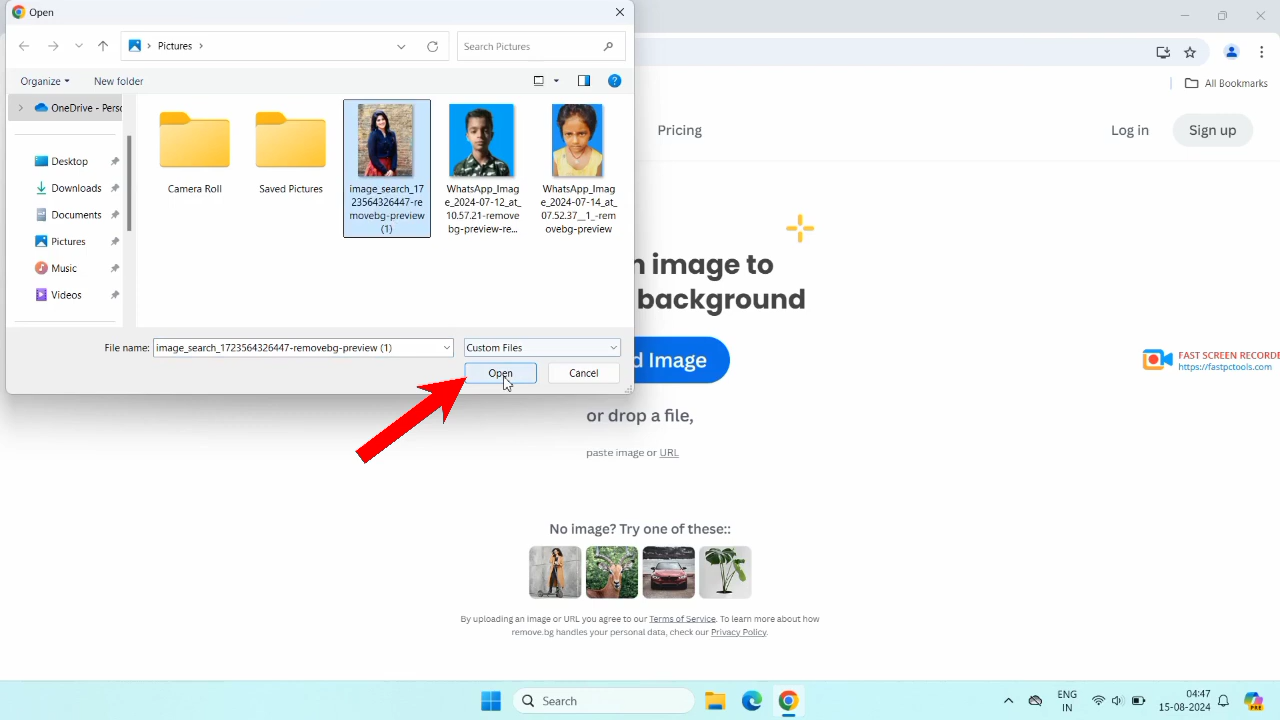 Open
Pictures
Search Pictures
Organize
New folder
OneDrive - Pers
Desktop
Downloads
Documents
Pictures
Music
Videos
Camera Roll
Saved Pictures
image_search_17
23564326447-re
movebg-preview
(1)
WhatsApp_Imag
e_2024-07-12_at_
10.57.21-remove
bg-preview-re...
WhatsApp_Imag
e_2024-07-14_at_
07.52.37__1_-rem
ovebg-preview
File name:
image_search_1723564326447-removebg-preview (1)
Custom Files
Open
Cancel
All Bookmarks
Pricing
Log in
Sign up
n image to
background
d Image
or drop a file,
paste image or URL
No image? Try one of these::
By uploading an image or URL you agree to our Terms of Service. To learn more about how
remove.bg handles your personal data, check our Privacy Policy.
FAST SCREEN RECORDE
https://fastpctools.com
Search
ENG
IN
04:47
15-08-2024
PRE